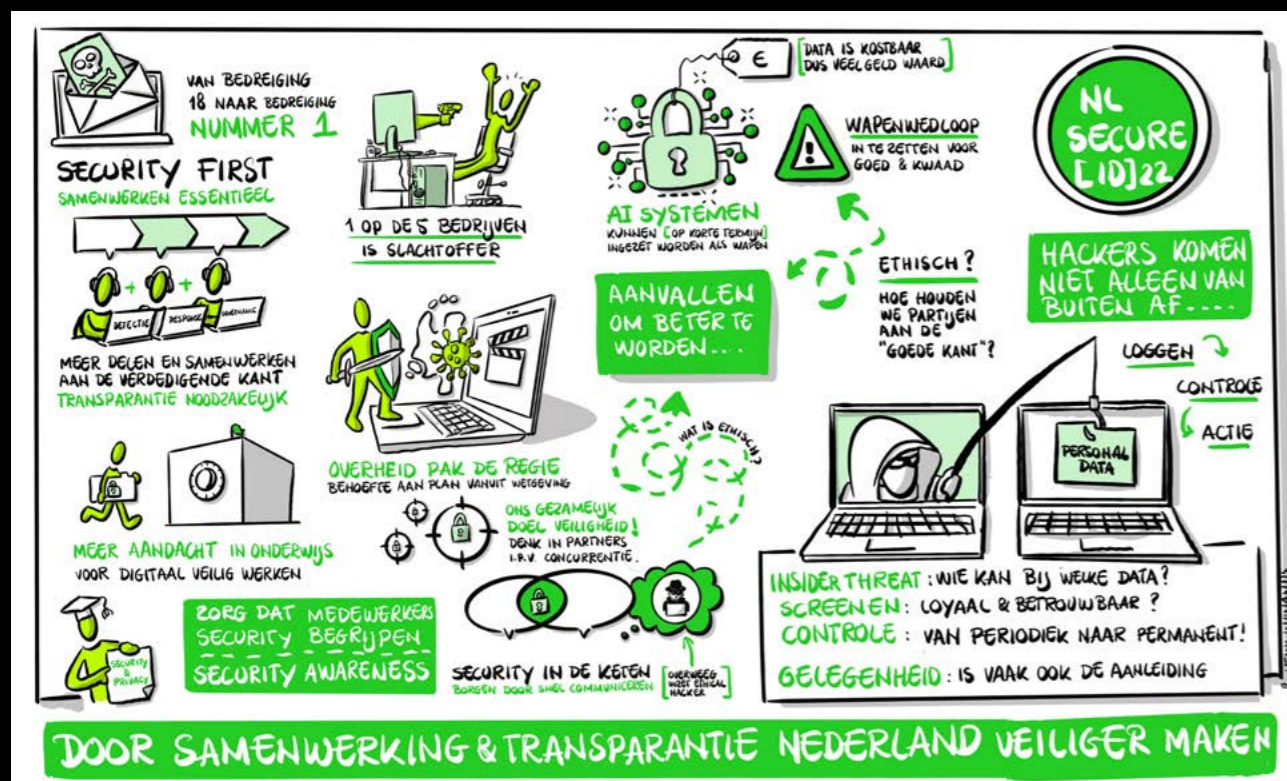 VAN BEDREIGING
18 NAAR BEDREIGING
NUMMER 1
SECURITY FIRST
SAMENWERKEN ESSENTIEEL
DETECTIE
RESPONSE
GOVERNANCE
MEER DELEN EN SAMENWERKEN
AAN DE VERDEDIGENDE KANT
TRANSPARANTIE NOODZAKELIJK
MEER AANDACHT IN ONDERWIJS
VOOR DIGITAAL VEILIG WERKEN
SECURITY
&
PRIVACY
ZORG DAT MEDEWERKERS
SECURITY BEGRIJPEN
SECURITY AWARENESS
1 OP DE 5 BEDRIJVEN
IS SLACHTOFFER
OVERHEID PAK DE REGIE
BEHOEFTE AAN PLAN VANUIT WETGEVING
ONS GEZAMELIJK
DOEL VEILIGHEID!
DENK IN PARTNERS
I.P.V. CONCURRENTIE.
SECURITY IN DE KETEN
BORGEN DOOR SNEL COMMUNICEREN
[OVERWEEG
INZET ETHICAL
HACKER]
€
[DATA IS KOSTBAAR
DUS VEEL GELD WAARD]
AI SYSTEMEN
KUNNEN [OP KORTE TERMIJN]
INGEZET WORDEN ALS WAPEN
WAPENWEDLOOP
IN TE ZETTEN VOOR
GOED & KWAAD
AANVALLEN
OM BETER TE
WORDEN....
ETHISCH?
HOE HOUDEN
WE PARTIJEN
AAN DE
"GOEDE KANT"?
WAT IS ETHISCH?
NL
SECURE
[ID]22
HACKERS KOMEN
NIET ALLEEN VAN
BUITEN AF.....
LOGGEN
CONTROLE
ACTIE
PERSONAL
DATA
INSIDER THREAT: WIE KAN BIJ WELKE DATA?
SCREENEN: LOYAAL & BETROUWBAAR?
CONTROLE: VAN PERIODIEK NAAR PERMANENT!
GELEGENHEID: IS VAAK OOK DE AANLEIDING
DOOR SAMENWERKING & TRANSPARANTIE NEDERLAND VEILIGER MAKEN